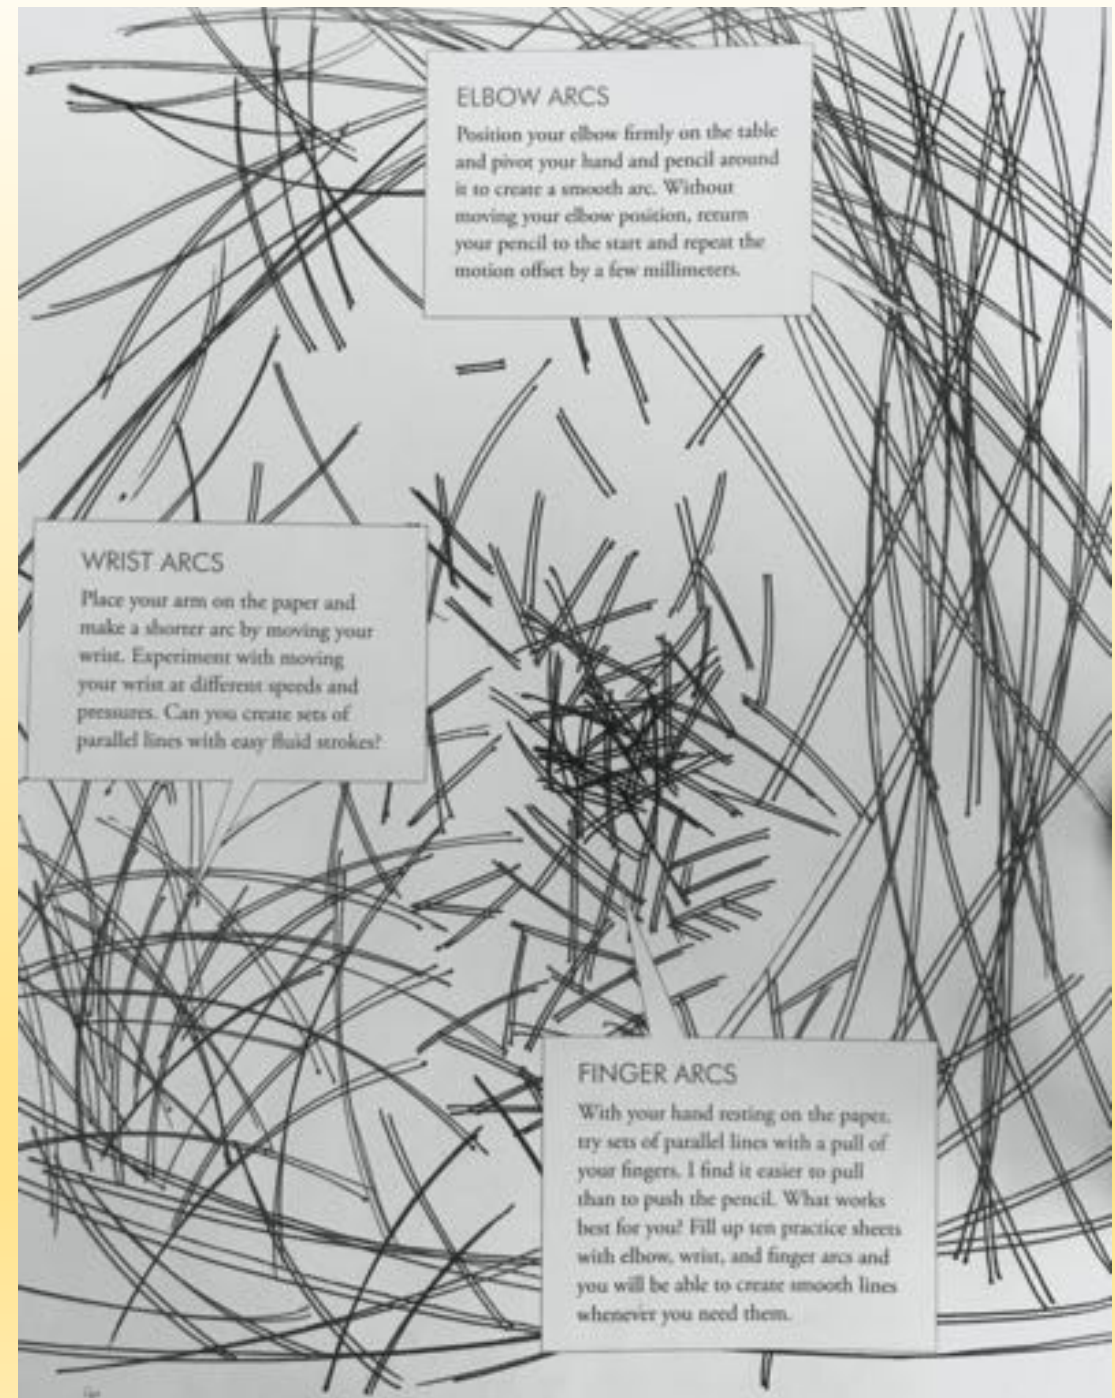 ELBOW ARCS
Position your elbow firmly on the table
and pivot your hand and pencil around
it to create a smooth arc. Without
moving your elbow position, return
your pencil to the start and repeat the
motion offset by a few millimeters.
WRIST ARCS
Place your arm on the paper and
make a shorter arc by moving your
wrist. Experiment with moving
your wrist at different speeds and
pressures. Can you create sets of
parallel lines with easy fluid strokes?
FINGER ARCS
With your hand resting on the paper,
try sets of parallel lines with a pull of
your fingers. I find it easier to pull
than to push the pencil. What works
best for you? Fill up ten practice sheets
with elbow, wrist, and finger arcs and
you will be able to create smooth lines
whenever you need them.